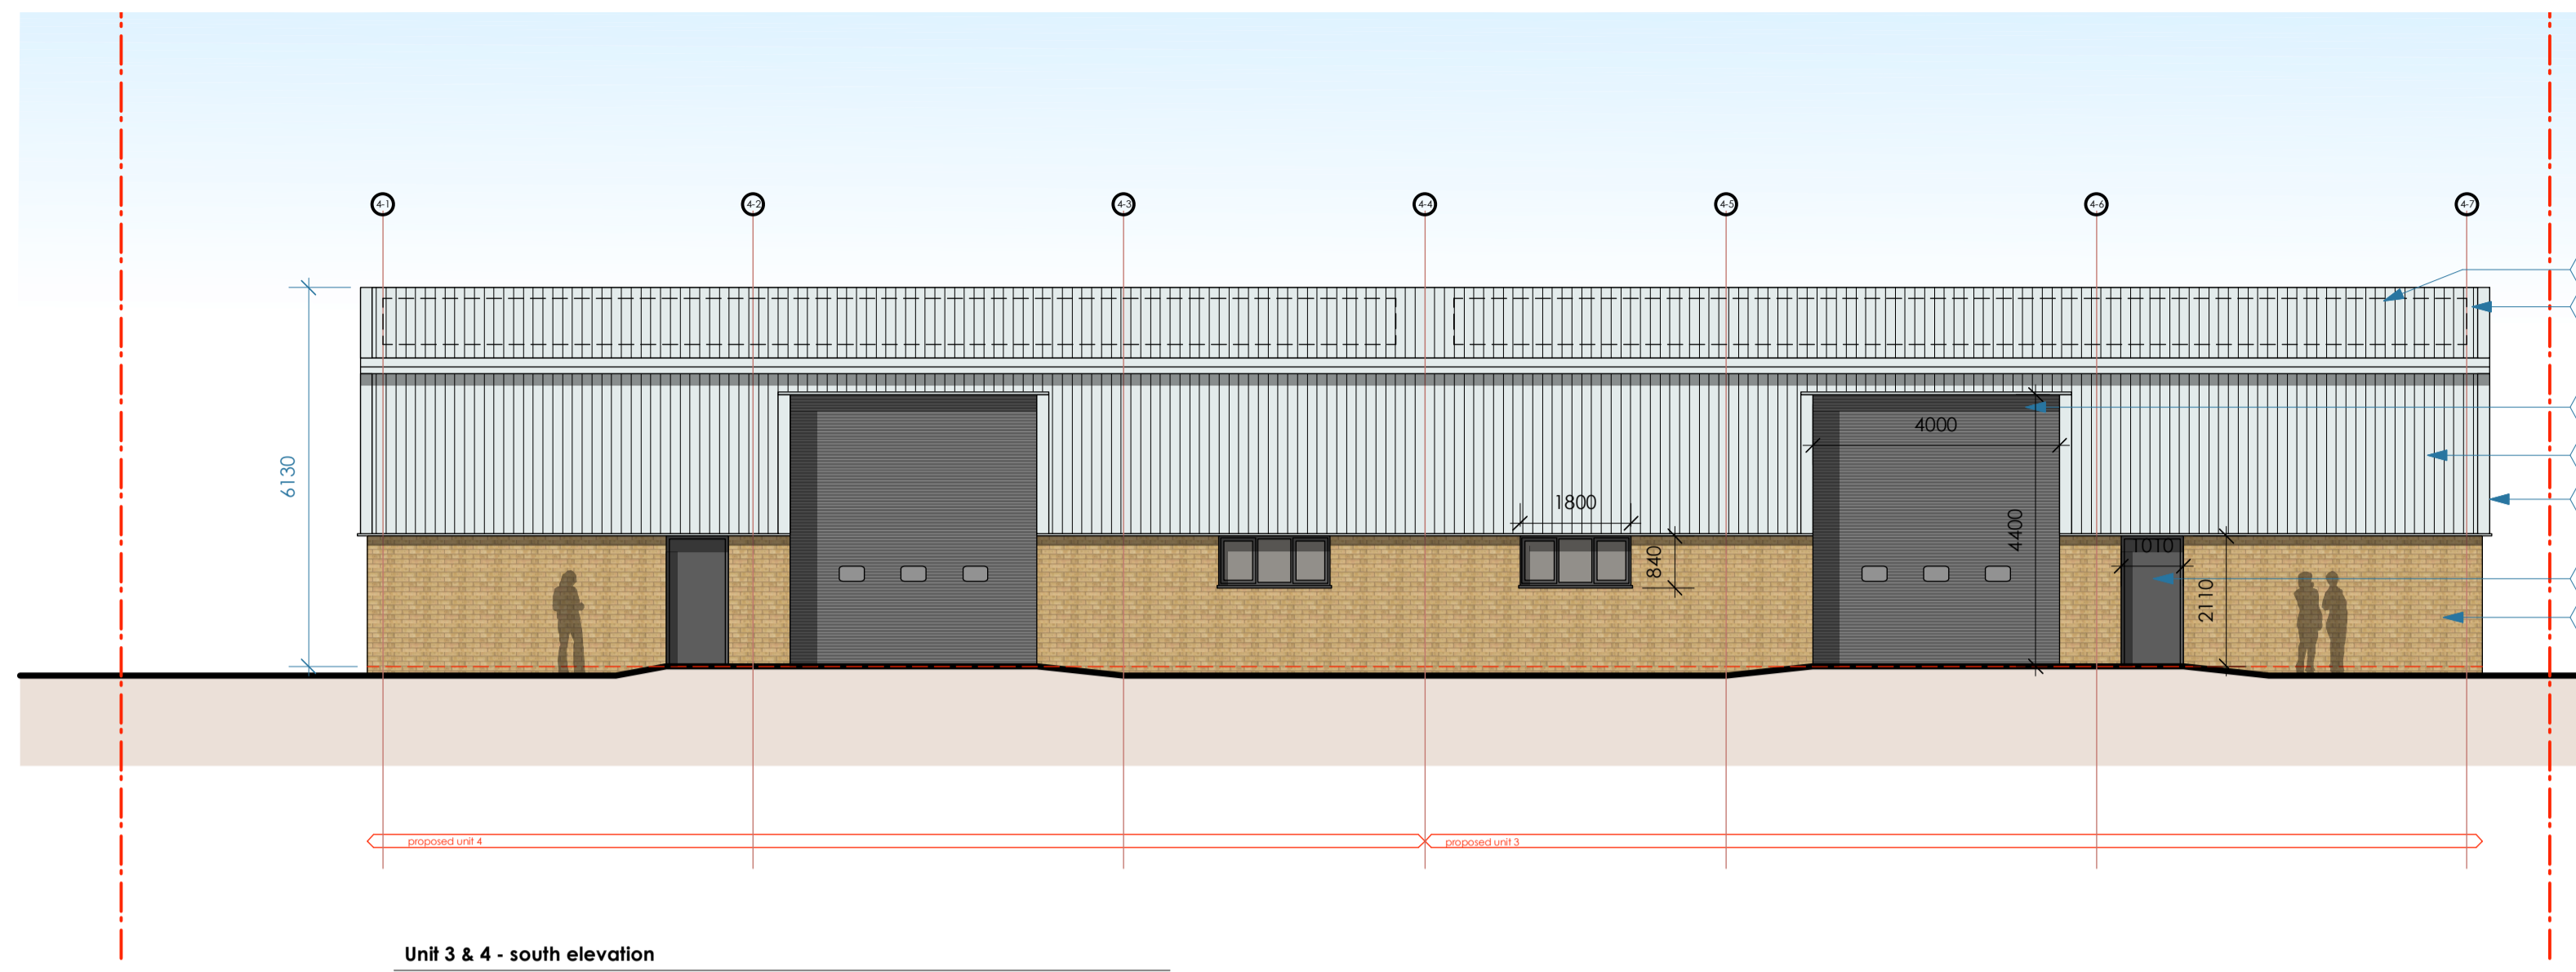 4-1 4-2 4-3 4-4 4-5 4-6 4-7
6130
4000
1800
840
4400
1010
2110
proposed unit 4
proposed unit 3
Unit 3 & 4 - south elevation